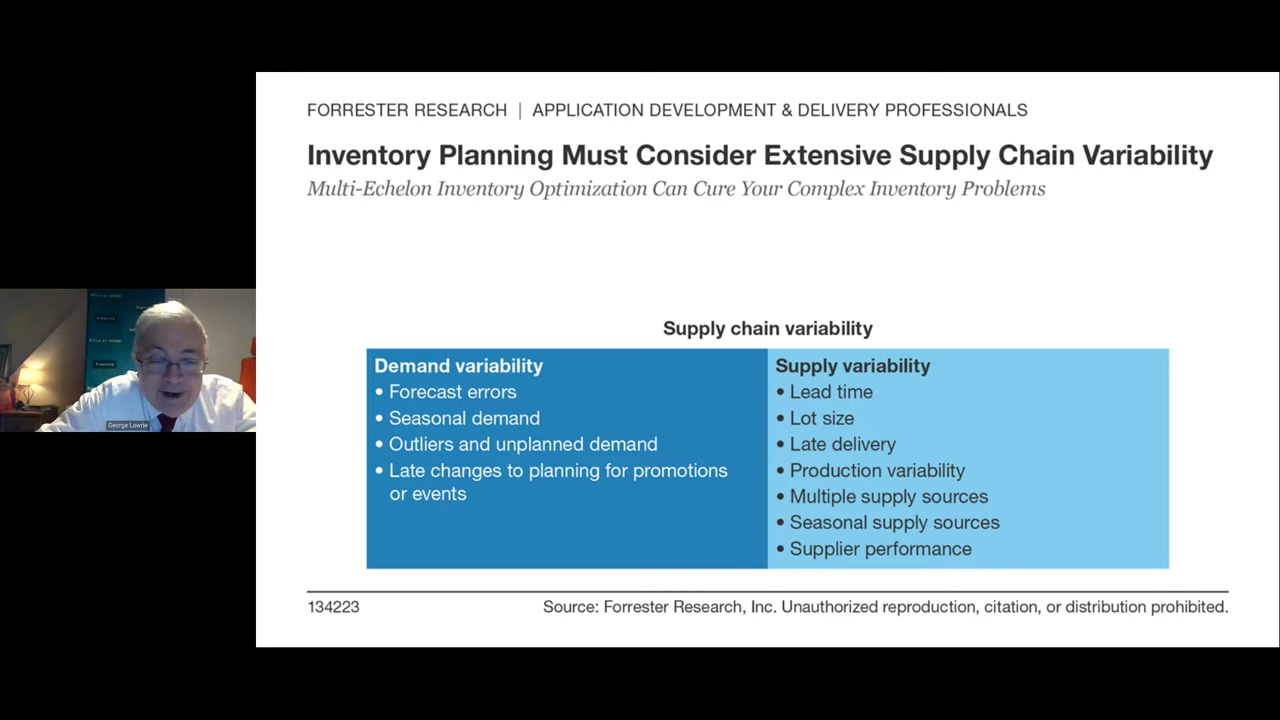 FORRESTER RESEARCH | APPLICATION DEVELOPMENT & DELIVERY PROFESSIONALS
Inventory Planning Must Consider Extensive Supply Chain Variability
Multi-Echelon Inventory Optimization Can Cure Your Complex Inventory Problems
Supply chain variability
Demand variability
• Forecast errors
• Seasonal demand
• Outliers and unplanned demand
• Late changes to planning for promotions
or events
Supply variability
• Lead time
• Lot size
• Late delivery
• Production variability
• Multiple supply sources
• Seasonal supply sources
• Supplier performance
George Lawrie
134223
Source: Forrester Research, Inc. Unauthorized reproduction, citation, or distribution prohibited.